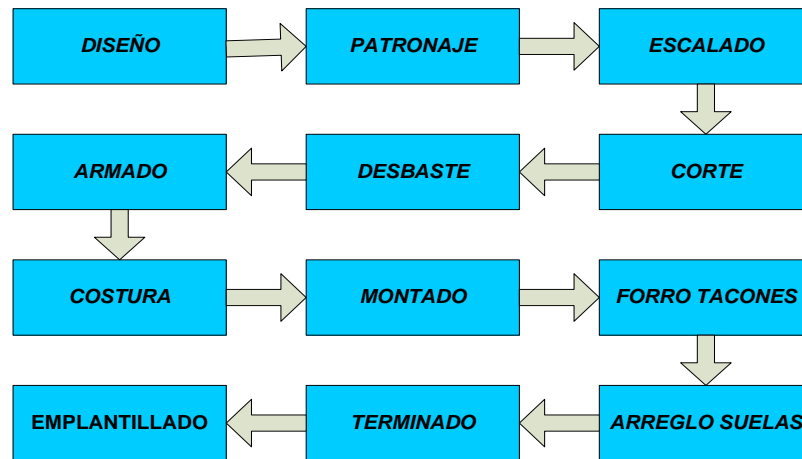 DISEÑO
PATRONAJE
ESCALADO
CORTE
DESBASTE
ARMADO
COSTURA
MONTADO
FORRO TACONES
ARREGLO SUELAS
TERMINADO
EMPLANTILLADO